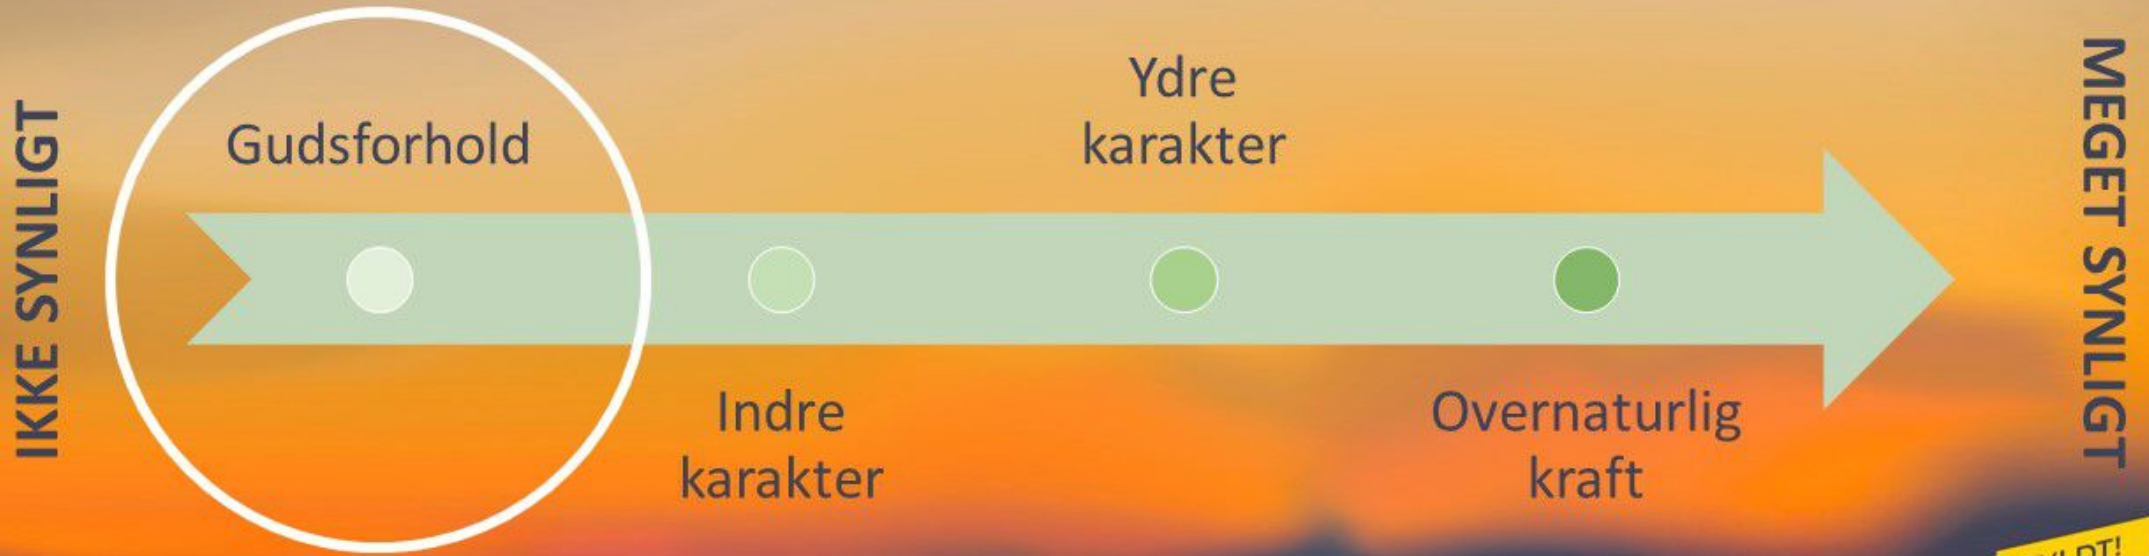 IKKE SYNLIGT
Gudsforhold
Indre
karakter
Ydre
karakter
Overnaturlig
kraft
MEGET SYNLIGT